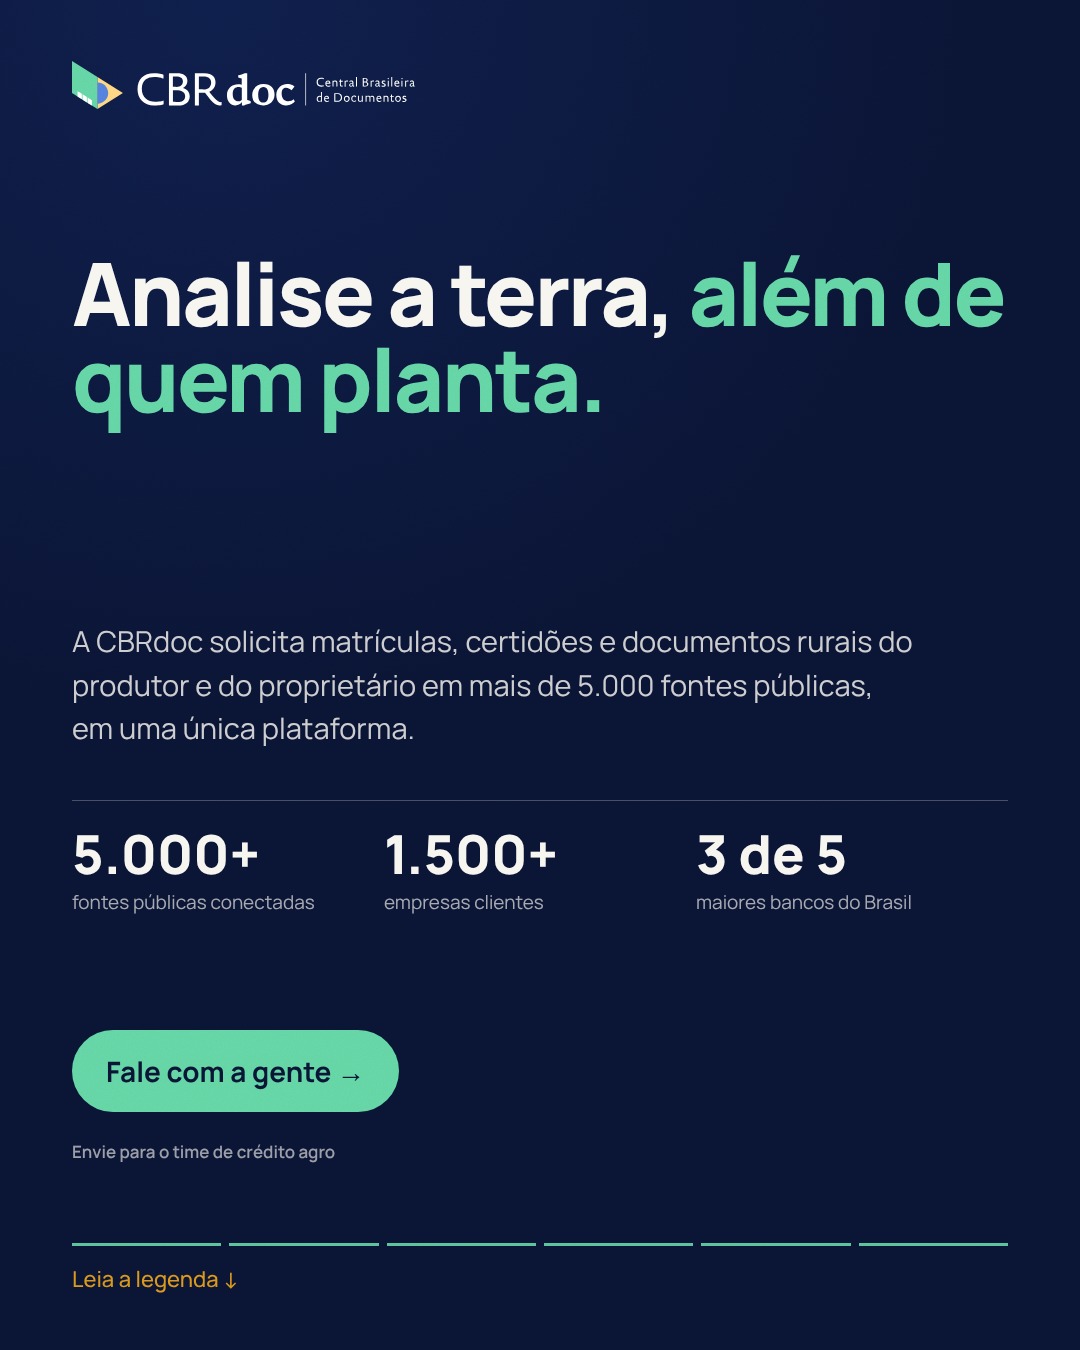 CBRdoc
Central Brasileira
de Documentos
Analise a terra, além de
quem planta.
A CBRdoc solicita matrículas, certidões e documentos rurais do
produtor e do proprietário em mais de 5.000 fontes públicas,
em uma única plataforma.
5.000+
fontes públicas conectadas
1.500+
empresas clientes
3 de 5
maiores bancos do Brasil
Fale com a gente →
Envie para o time de crédito agro
Leia a legenda ↓